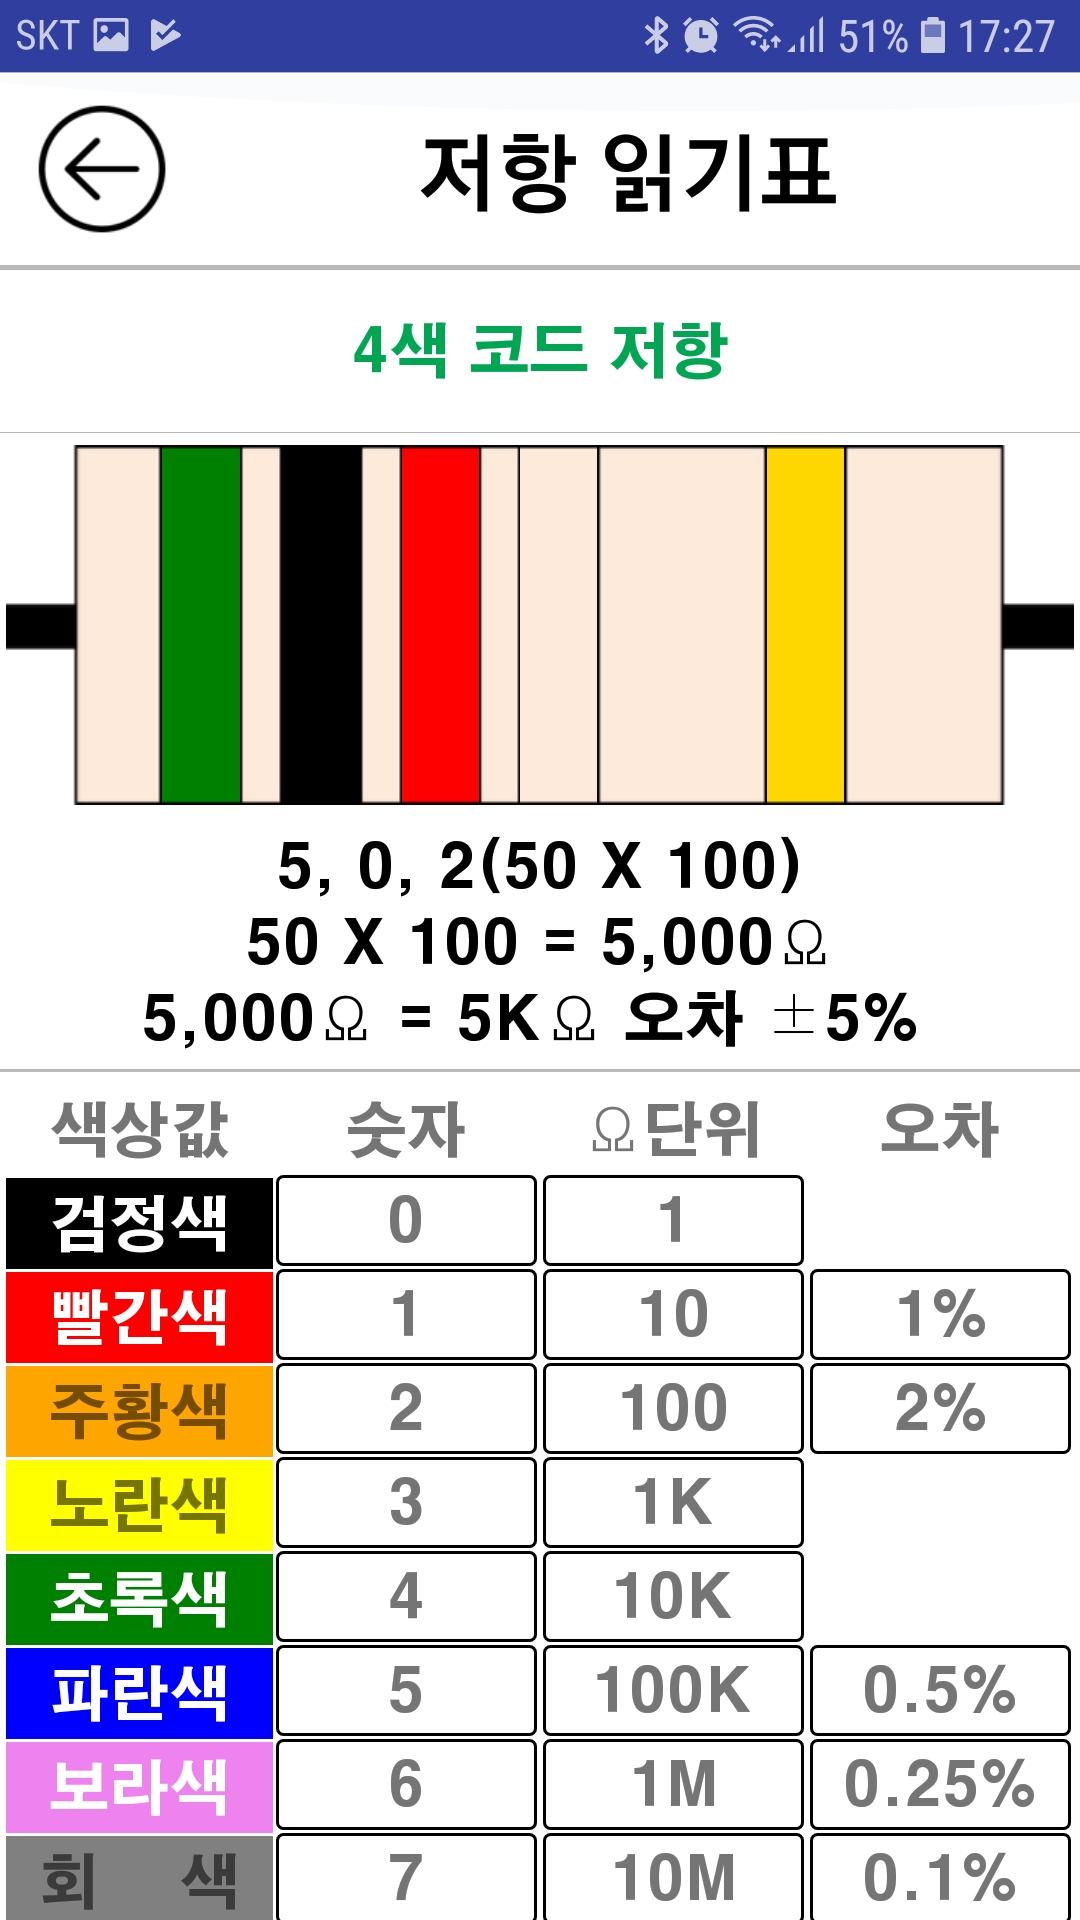 SKT 51% 17:27
저항 읽기표
4색 코드 저항
5, 0, 2(50 X 100)
50 X 100 = 5,000Ω
5,000Ω = 5KΩ 오차 ±5%
색상값 숫자 Ω단위 오차
검정색 0 1
빨간색 1 10 1%
주황색 2 100 2%
노란색 3 1K
초록색 4 10K
파란색 5 100K 0.5%
보라색 6 1M 0.25%
회 색 7 10M 0.1%